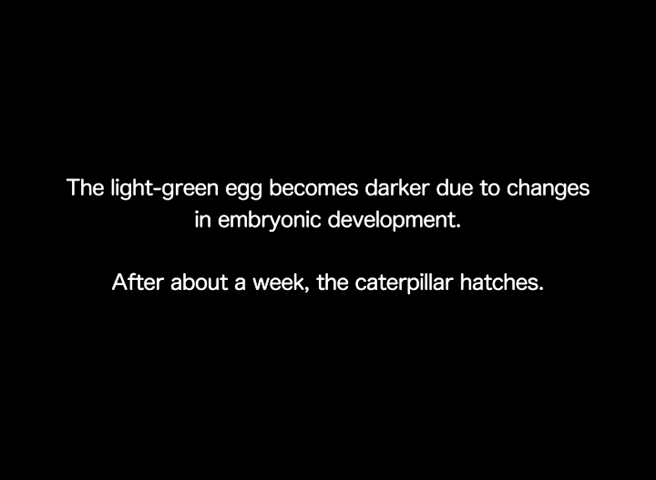 The light-green egg becomes darker due to changes
in embryonic development.
After about a week, the caterpillar hatches.